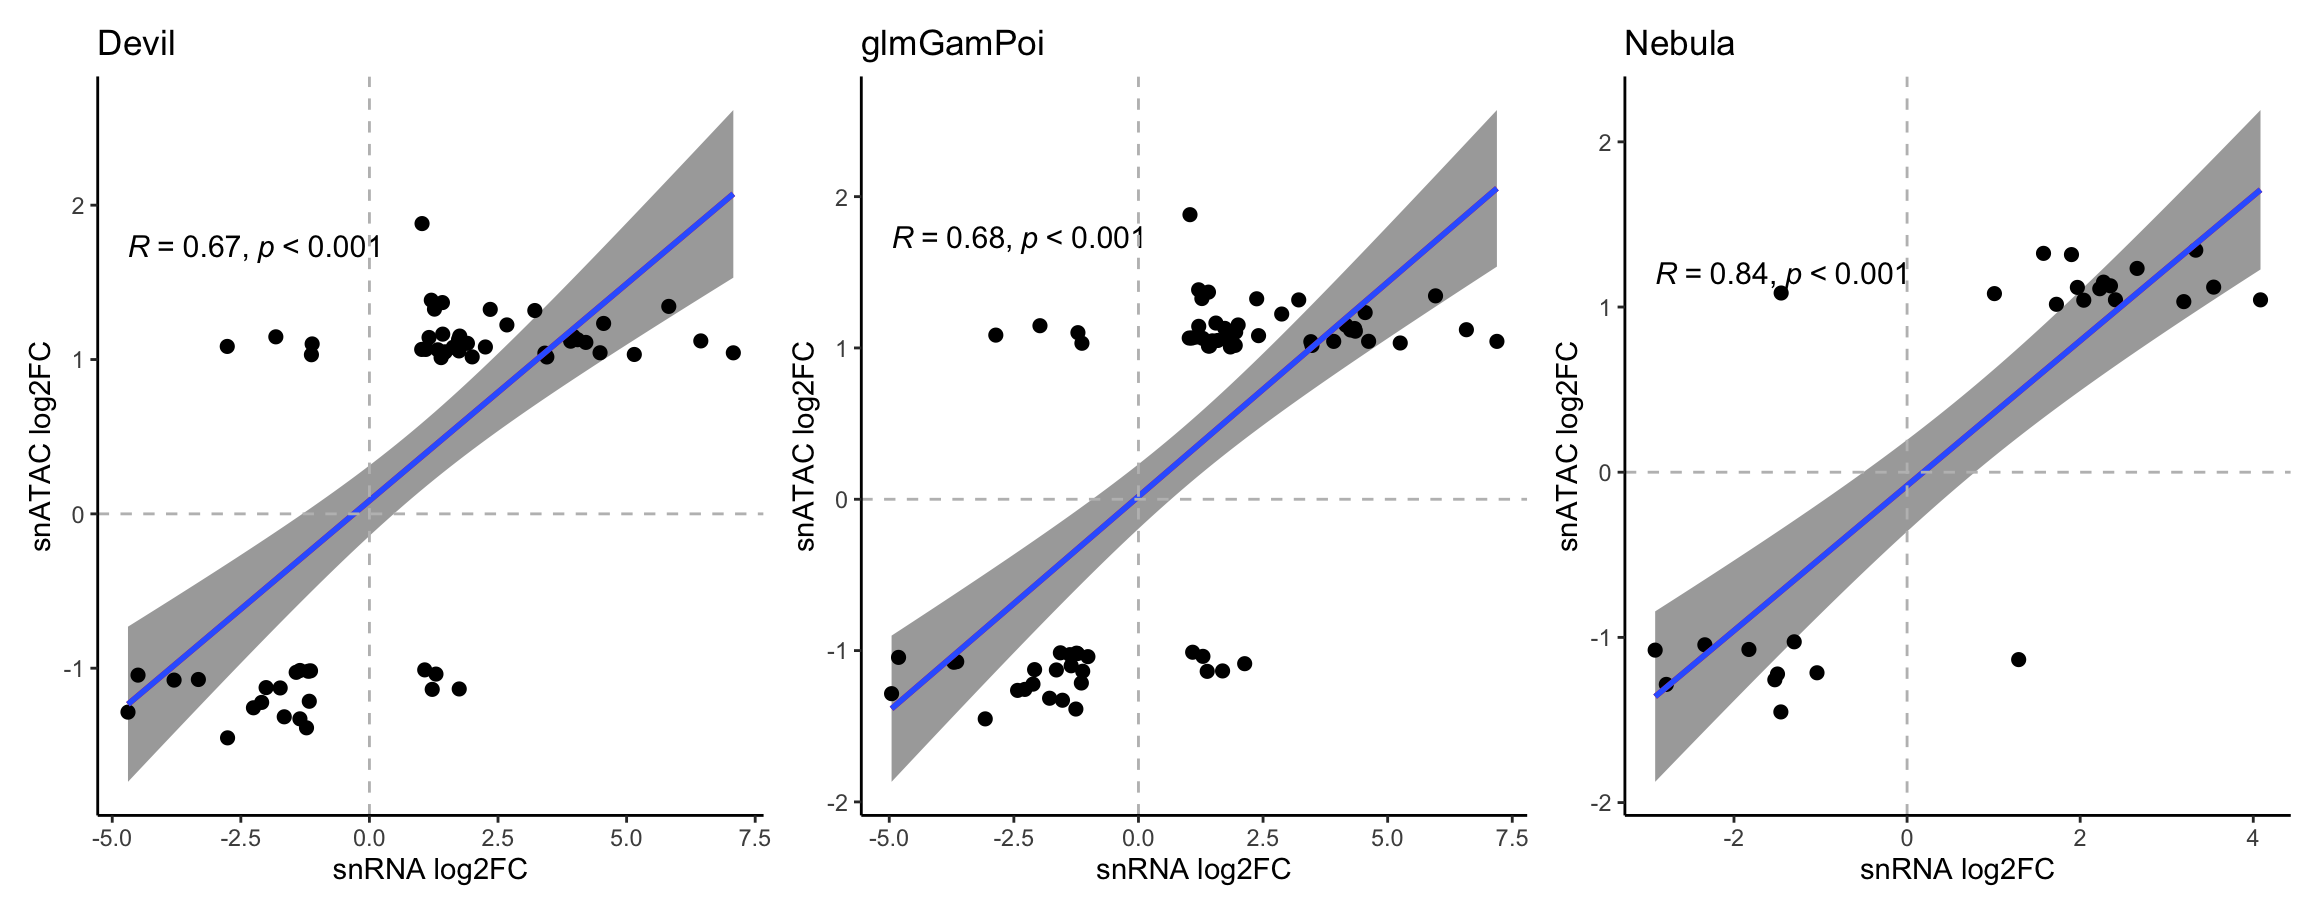 Devil
glmGamPoi
Nebula
R = 0.67, p < 0.001
R = 0.68, p < 0.001
R = 0.84, p < 0.001
snATAC log2FC
2
1
0
-1
-5.0
-2.5
0.0
2.5
5.0
7.5
snRNA log2FC
snATAC log2FC
2
1
0
-1
-2
-5.0
-2.5
0.0
2.5
5.0
7.5
snRNA log2FC
snATAC log2FC
2
1
0
-1
-2
-2
0
2
4
snRNA log2FC